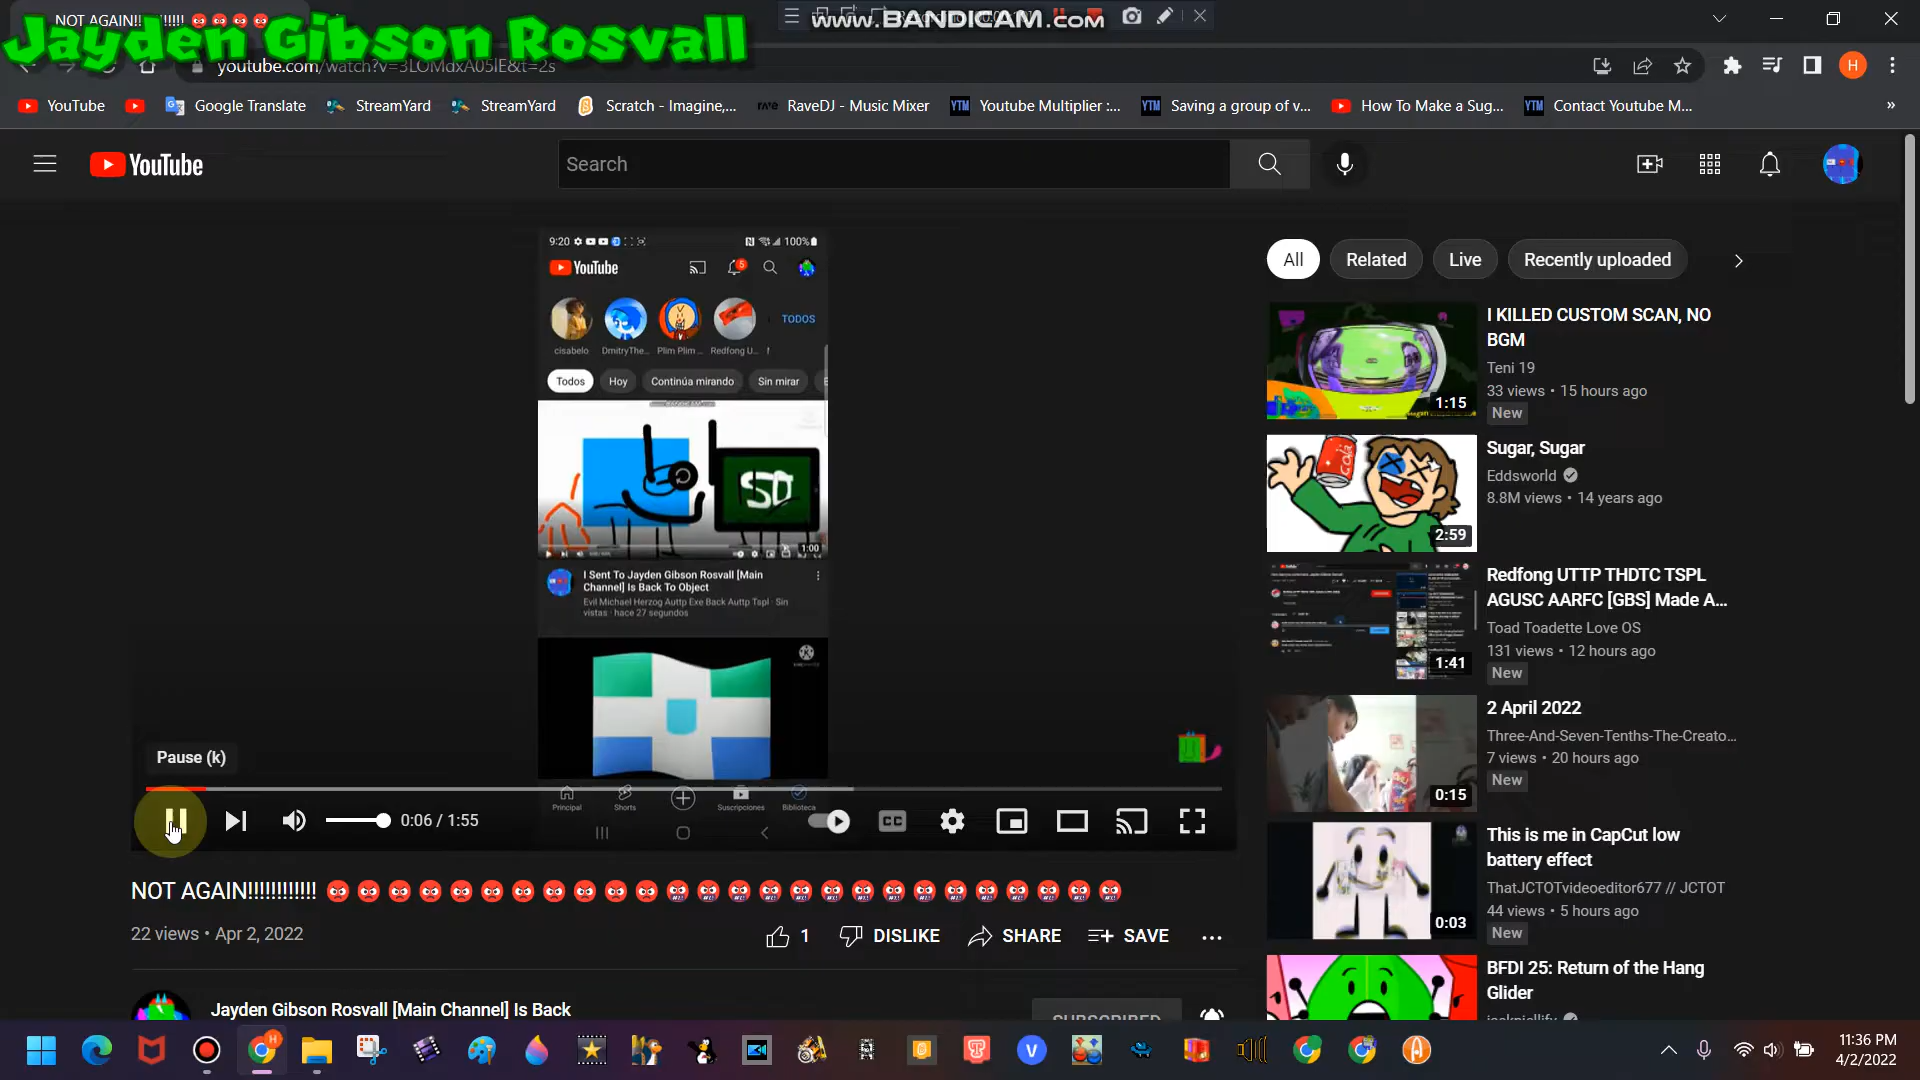 NOT AGAIN!!!!!!!!!!!!
www.BANDICAM.com
Jayden Gibson Rosvall
youtube.com/watch?v=3LOMdxA05lE&t=2s
H
YouTube
Google Translate
StreamYard
StreamYard
Scratch - Imagine,...
RaveDJ - Music Mixer
Youtube Multiplier :...
Saving a group of v...
How To Make a Sug...
Contact Youtube M...
YouTube
Search
9:20
100%
YouTube
cisabelo
DmitryThe...
Plim Plim ...
Redfong U...
TODOS
Todos
Hoy
Continúa mirando
Sin mirar
www.BANDICAM.com
SD
1:00
I Sent To Jayden Gibson Rosvall [Main
Channel] Is Back To Object
Evil Michael Herzog Auttp Exe Back Auttp Tspl · Sin
vistas · hace 27 segundos
Principal
Shorts
Suscripciones
Biblioteca
Pause (k)
0:06 / 1:55
CC
NOT AGAIN!!!!!!!!!!!!
22 views • Apr 2, 2022
1
DISLIKE
SHARE
SAVE
Jayden Gibson Rosvall [Main Channel] Is Back
SUBSCRIBED
All
Related
Live
Recently uploaded
I KILLED CUSTOM SCAN, NO
BGM
Teni 19
33 views • 15 hours ago
New
1:15
Sugar, Sugar
Eddsworld
8.8M views • 14 years ago
Cola
2:59
Redfong UTTP THDTC TSPL
AGUSC AARFC [GBS] Made A...
Toad Toadette Love OS
131 views • 12 hours ago
New
1:41
2 April 2022
Three-And-Seven-Tenths-The-Creato...
7 views • 20 hours ago
New
0:15
This is me in CapCut low
battery effect
ThatJCTOTvideoeditor677 // JCTOT
44 views • 5 hours ago
New
0:03
BFDI 25: Return of the Hang
Glider
jacknjellify
11:36 PM
4/2/2022